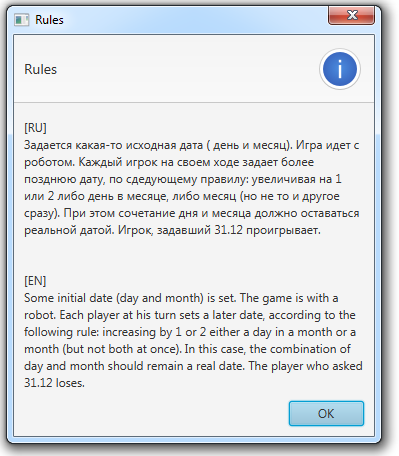 Rules
Rules
[RU]
Задается какая-то исходная дата ( день и месяц). Игра идет с
роботом. Каждый игрок на своем ходе задает более
позднюю дату, по сдедующему правилу: увеличивая на 1
или 2 либо день в месяце, либо месяц (но не то и другое
сразу). При этом сочетание дня и месяца должно оставаться
реальной датой. Игрок, задавший 31.12 проигрывает.
[EN]
Some initial date (day and month) is set. The game is with a
robot. Each player at his turn sets a later date, according to the
following rule: increasing by 1 or 2 either a day in a month or a
month (but not both at once). In this case, the combination of
day and month should remain a real date. The player who asked
31.12 loses.
OK